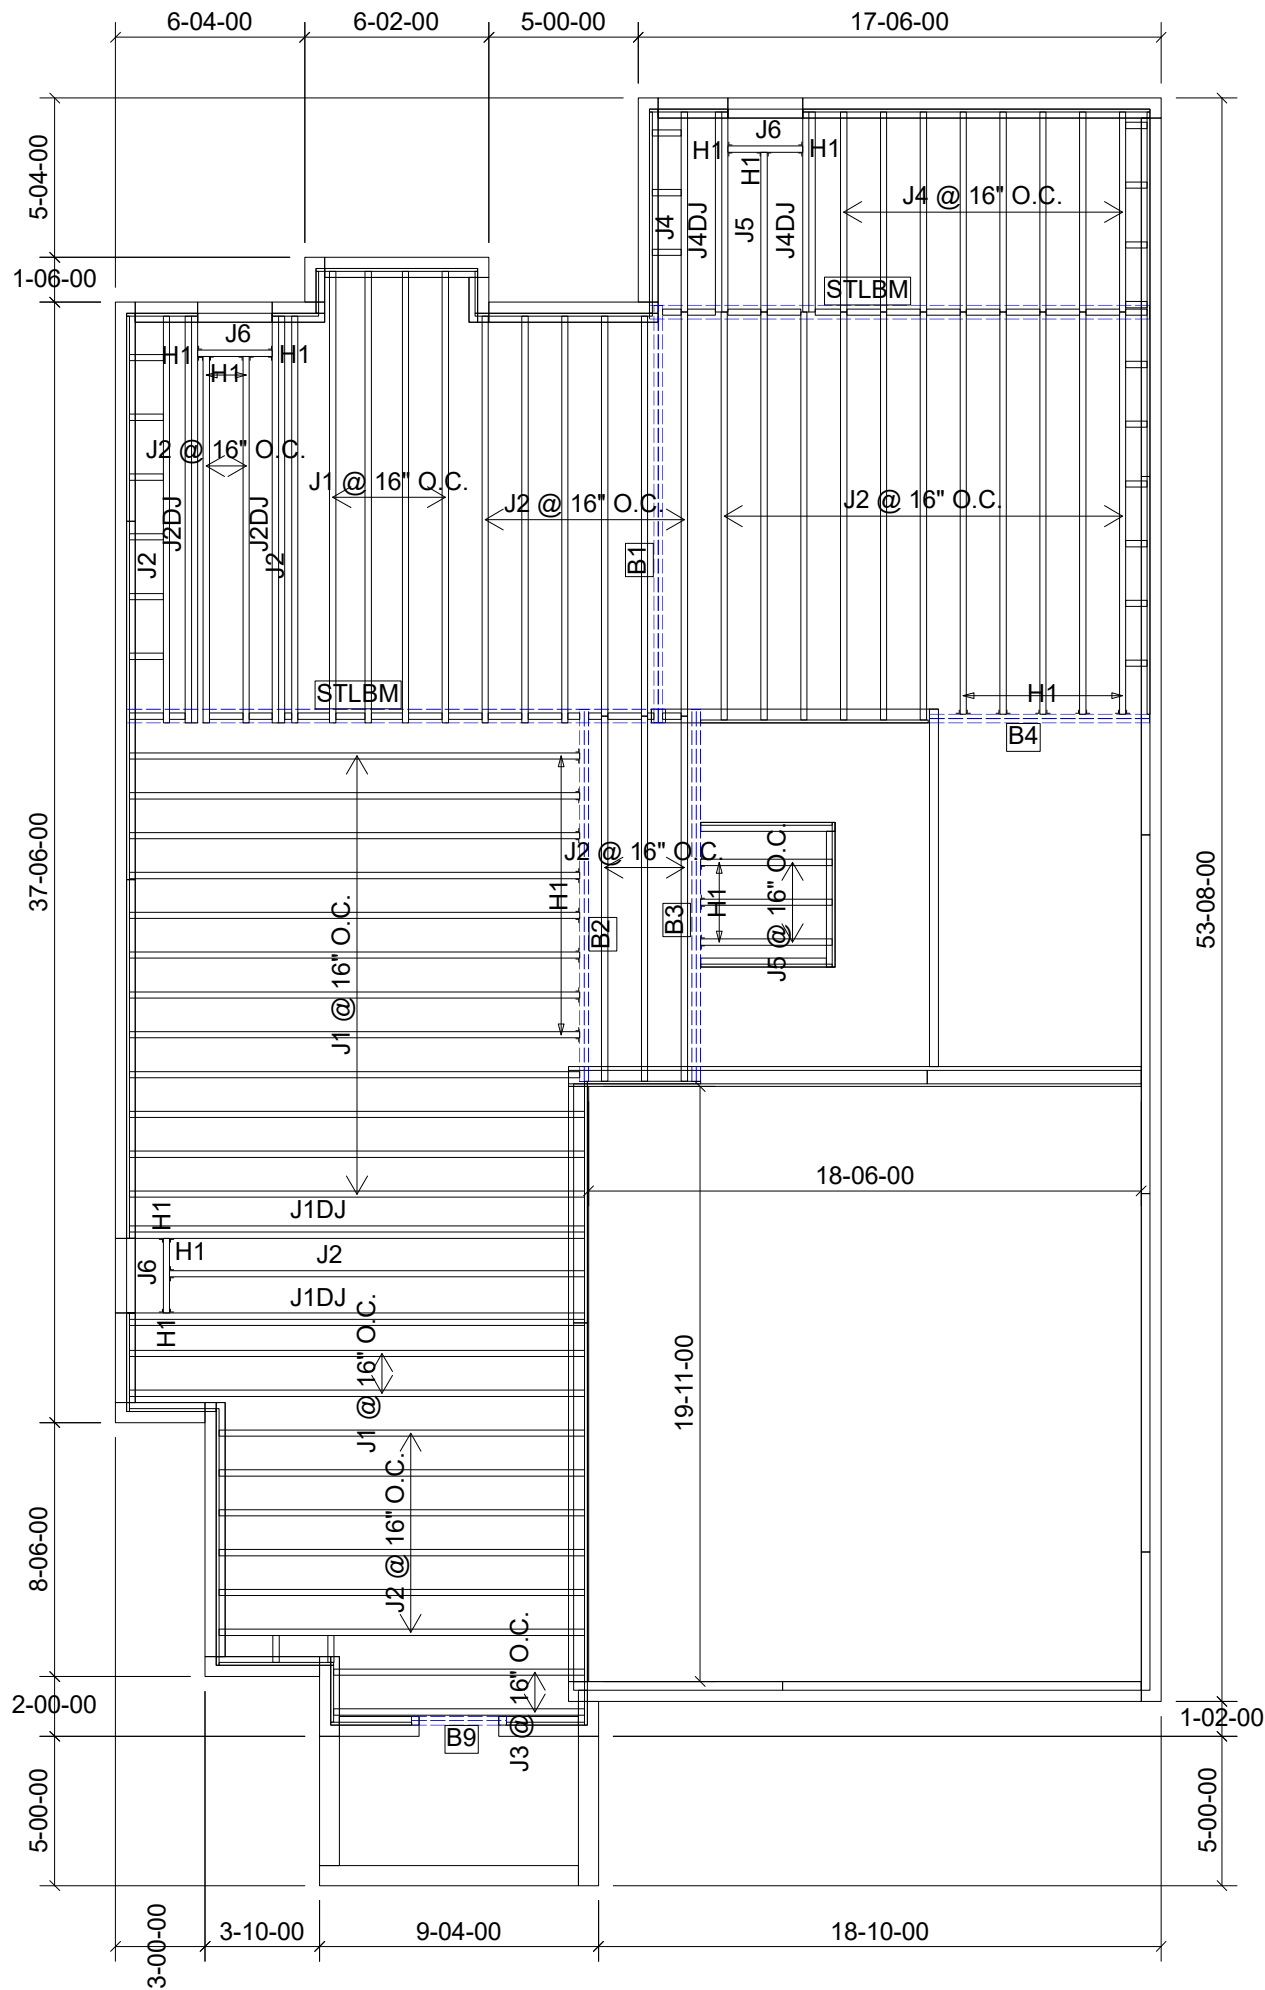 6-04-00
6-02-00
5-00-00
17-06-00
5-04-00
1-06-00
37-06-00
8-06-00
2-00-00
5-00-00
53-08-00
1-02-00
5-00-00
J6
H1
H1
H1
J4
J4DJ
J5
J4DJ
J4 @ 16" O.C.
STLBM
J6
H1
H1
H1
J2 @ 16" O.C.
J1 @ 16" O.C.
J2 @ 16" O.C.
J2 @ 16" O.C.
J2
J2DJ
J2DJ
J2
B1
STLBM
H1
B4
J1 @ 16" O.C.
H1
J2 @ 16" O.C.
B2
B3
H1
J5 @ 16" O.C.
18-06-00
J1DJ
H1
H1
J6
J2
J1DJ
H1
J1 @ 16" O.C.
19-11-00
J2 @ 16" O.C.
J3 @ 16" O.C.
B9
3-00-00
3-10-00
9-04-00
18-10-00